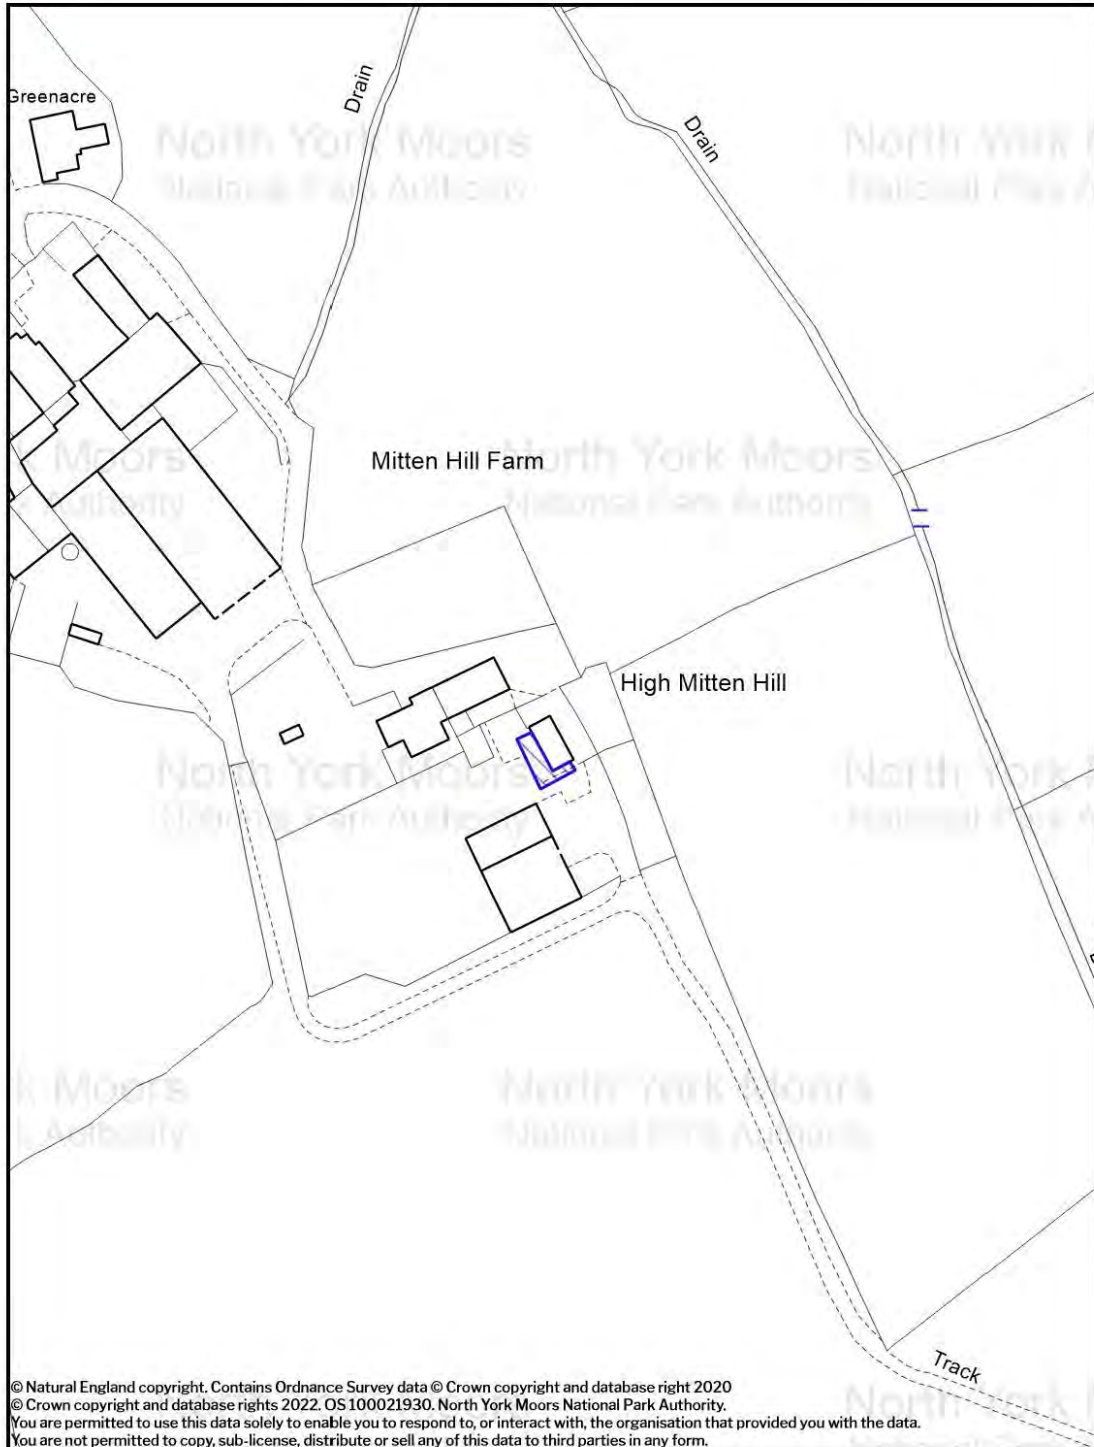 Greenacre
Drain
Drain
North York Moors
National Park Authority
North York
National Park A
k Moors
k Authority
Mitten Hill Farm
North York Moors
National Park Authority
High Mitten Hill
North York Moors
National Park Authority
North York
National Park A
k Moors
k Authority
North York Moors
National Park Authority
Track
North York
© Natural England copyright. Contains Ordnance Survey data © Crown copyright and database right 2020
© Crown copyright and database rights 2022. OS 100021930. North York Moors National Park Authority.
You are permitted to use this data solely to enable you to respond to, or interact with, the organisation that provided you with the data.
You are not permitted to copy, sub-license, distribute or sell any of this data to third parties in any form.